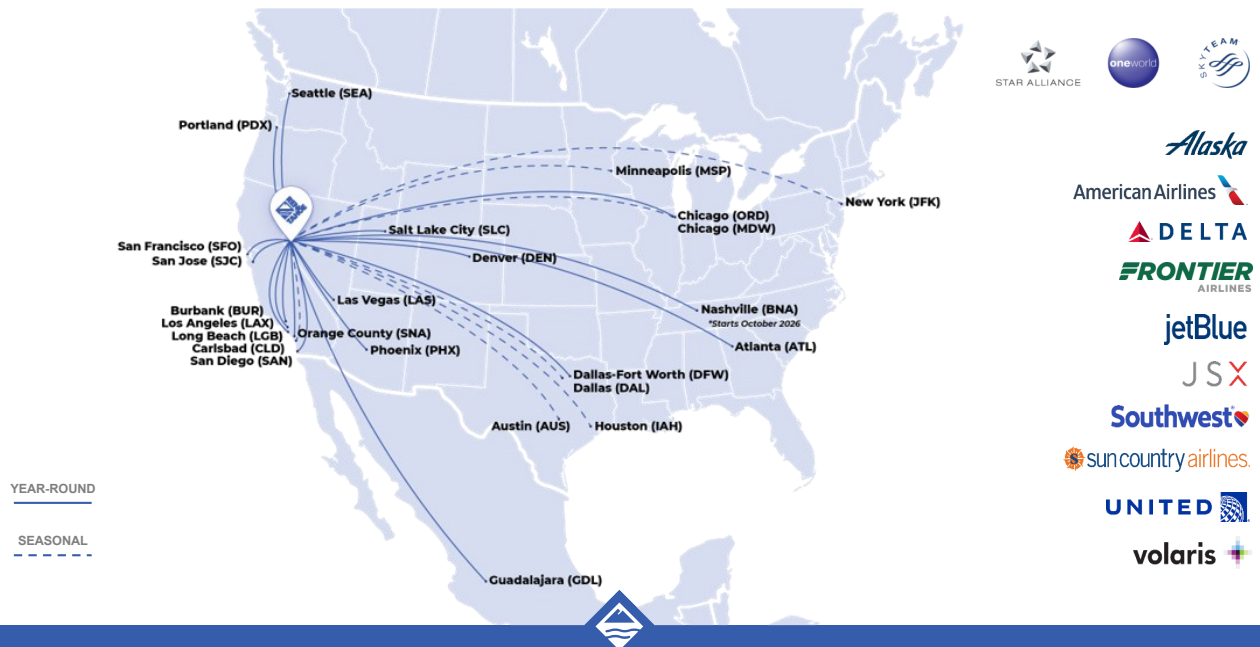 Seattle (SEA)
Portland (PDX)
Minneapolis (MSP)
New York (JFK)
Chicago (ORD)
Chicago (MDW)
Salt Lake City (SLC)
San Francisco (SFO)
San Jose (SJC)
Denver (DEN)
Las Vegas (LAS)
Nashville (BNA)
*Starts October 2026
Burbank (BUR)
Los Angeles (LAX)
Long Beach (LGB)
Carlsbad (CLD)
San Diego (SAN)
Orange County (SNA)
Phoenix (PHX)
Atlanta (ATL)
Dallas-Fort Worth (DFW)
Dallas (DAL)
Austin (AUS)
Houston (IAH)
Guadalajara (GDL)
YEAR-ROUND
SEASONAL
STAR ALLIANCE
oneworld
SKYTEAM
Alaska
American Airlines
DELTA
FRONTIER
AIRLINES
jetBlue
JSX
Southwest
sun country airlines.
UNITED
volaris